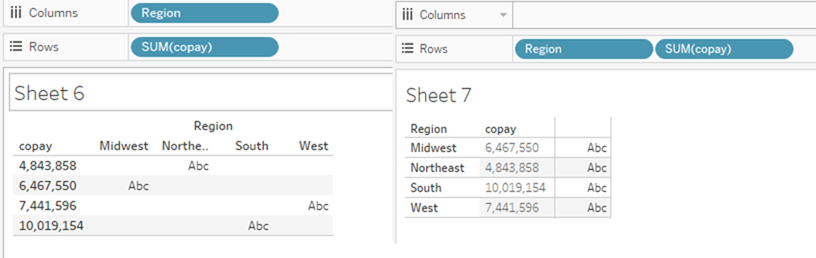 Columns Region
Rows SUM(copay)
Sheet 6
Region
copay Midwest Northe.. South West
4,843,858 Abc
6,467,550 Abc
7,441,596 Abc
10,019,154 Abc
Columns
Rows Region SUM(copay)
Sheet 7
Region copay
Midwest 6,467,550 Abc
Northeast 4,843,858 Abc
South 10,019,154 Abc
West 7,441,596 Abc